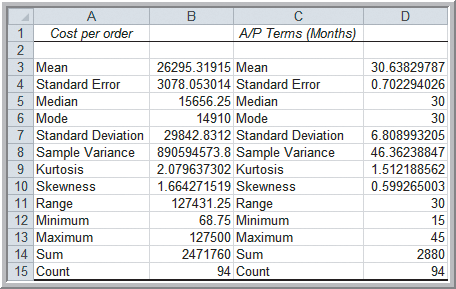 A B C D
1 Cost per order A/P Terms (Months)
2
3 Mean 26295.31915 Mean 30.63829787
4 Standard Error 3078.053014 Standard Error 0.702294026
5 Median 15656.25 Median 30
6 Mode 14910 Mode 30
7 Standard Deviation 29842.8312 Standard Deviation 6.808993205
8 Sample Variance 890594573.8 Sample Variance 46.36238847
9 Kurtosis 2.079637302 Kurtosis 1.512188562
10 Skewness 1.664271519 Skewness 0.599265003
11 Range 127431.25 Range 30
12 Minimum 68.75 Minimum 15
13 Maximum 127500 Maximum 45
14 Sum 2471760 Sum 2880
15 Count 94 Count 94